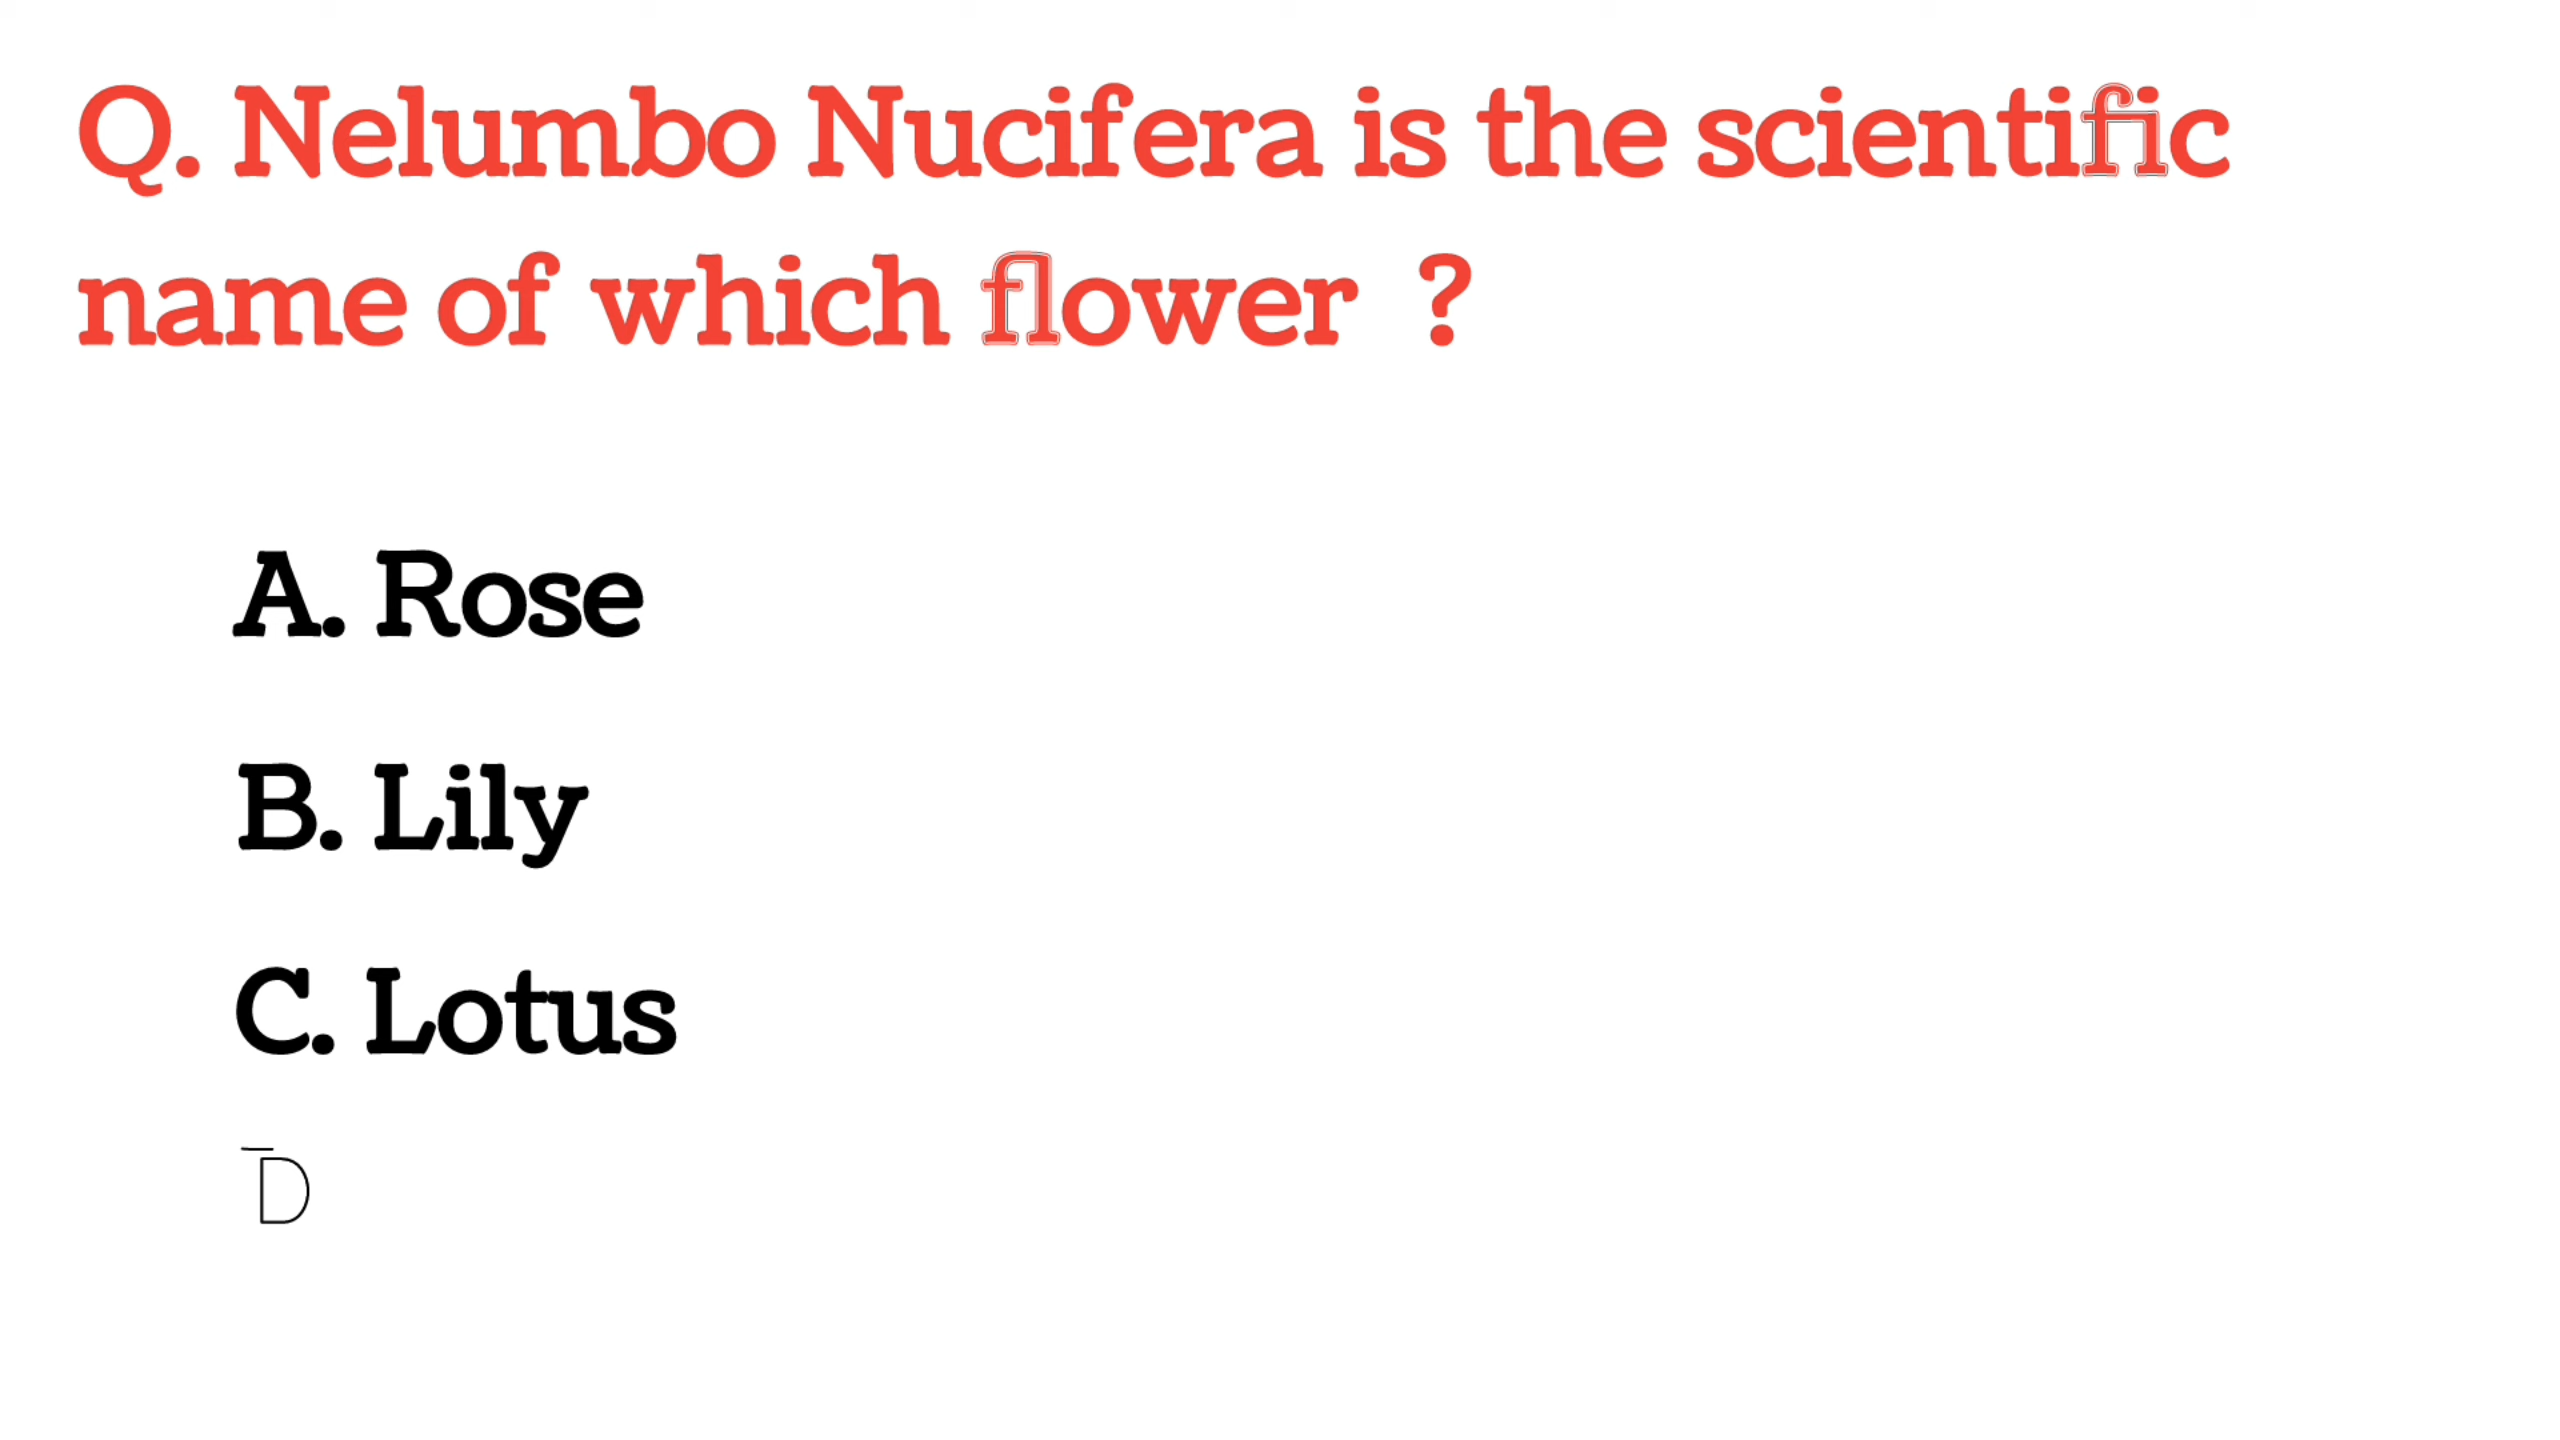 Q. Nelumbo Nucifera is the scientific
name of which flower ?
A. Rose
B. Lily
C. Lotus
D